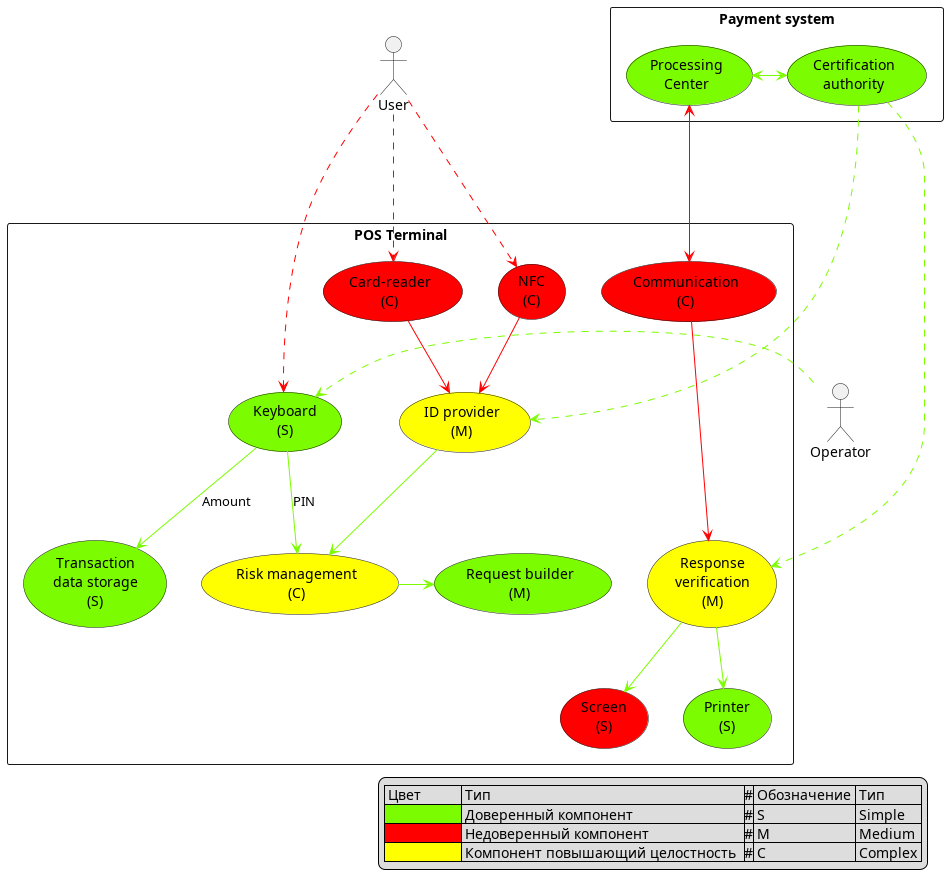 Payment system
Processing
Center
Certification
authority
User
POS Terminal
Card-reader
(C)
NFC
(C)
Communication
(C)
Keyboard
(S)
ID provider
(M)
Operator
Amount
PIN
Transaction
data storage
(S)
Risk management
(C)
Request builder
(M)
Response
verification
(M)
Screen
(S)
Printer
(S)
Цвет Тип # Обозначение Тип
Доверенный компонент # S Simple
Недоверенный компонент # M Medium
Компонент повышающий целостность # C Complex